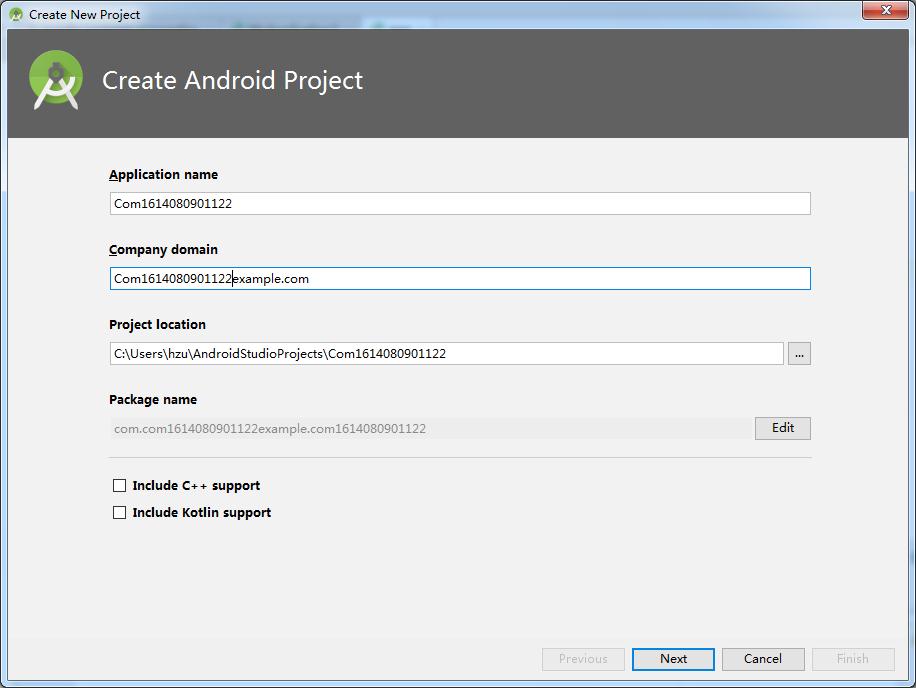 Create New Project
Create Android Project
Application name
Com1614080901122
Company domain
Com1614080901122example.com
Project location
C:\Users\hzu\AndroidStudioProjects\Com1614080901122
...
Package name
com.com1614080901122example.com1614080901122
Edit
Include C++ support
Include Kotlin support
Previous
Next
Cancel
Finish